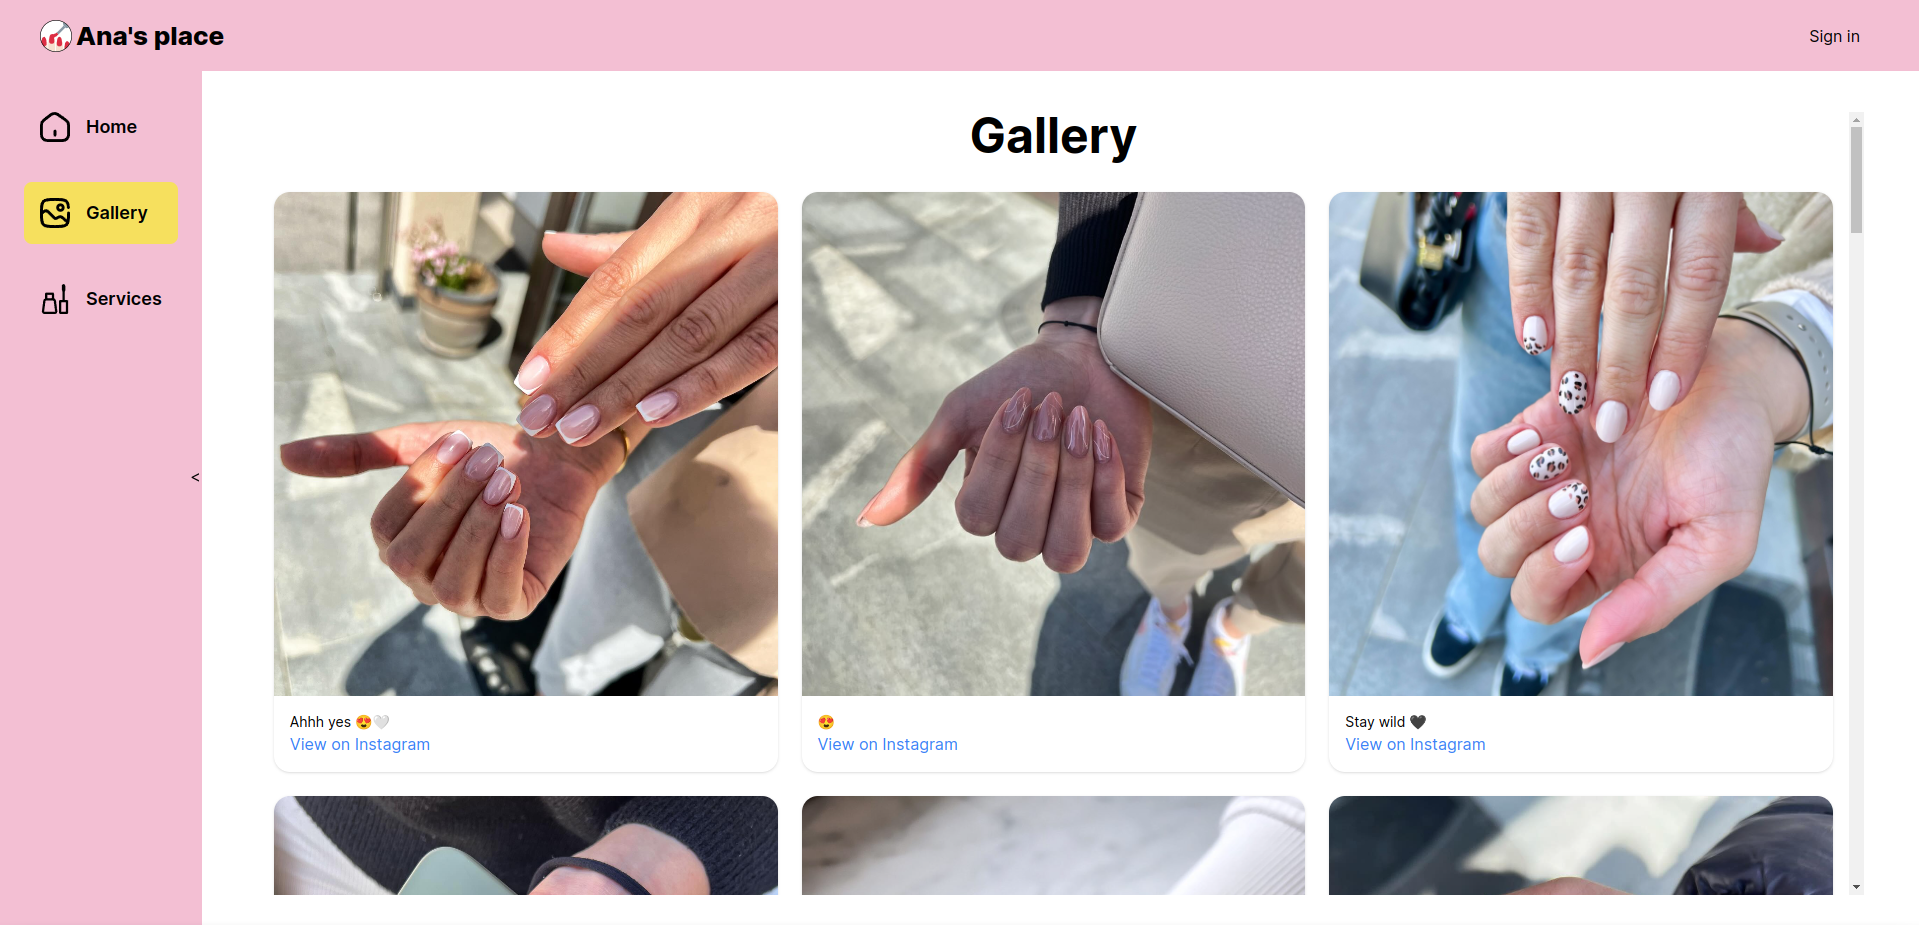 Ana's place
Sign in
Home
Gallery
Services
<
Gallery
Ahhh yes 😍🤍
View on Instagram
😍
View on Instagram
Stay wild 🖤
View on Instagram